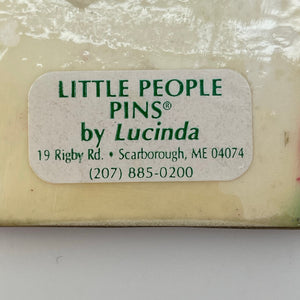 LITTLE PEOPLE
PINS®
by Lucinda
19 Rigby Rd. • Scarborough, ME 04074
(207) 885-0200